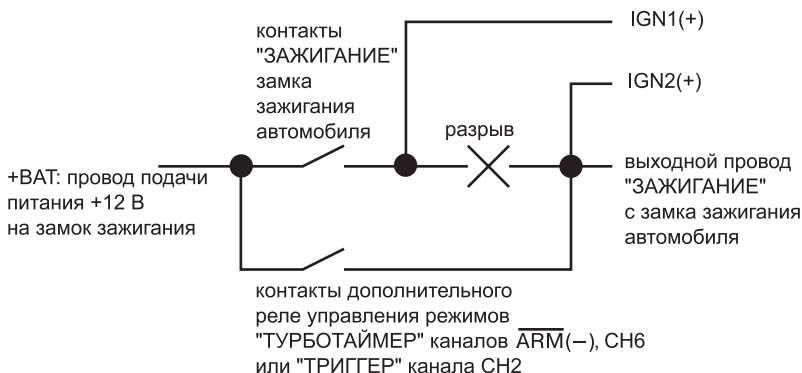 IGN1(+)
контакты
"ЗАЖИГАНИЕ"
замка
зажигания
автомобиля
IGN2(+)
разрыв
+BAT: провод подачи
питания +12 В
на замок зажигания
выходной провод
"ЗАЖИГАНИЕ"
с замка зажигания
автомобиля
контакты дополнительного
реле управления режимов
"ТУРБОТАЙМЕР" каналов A̅R̅M̅(–), CH6
или "ТРИГГЕР" канала CH2